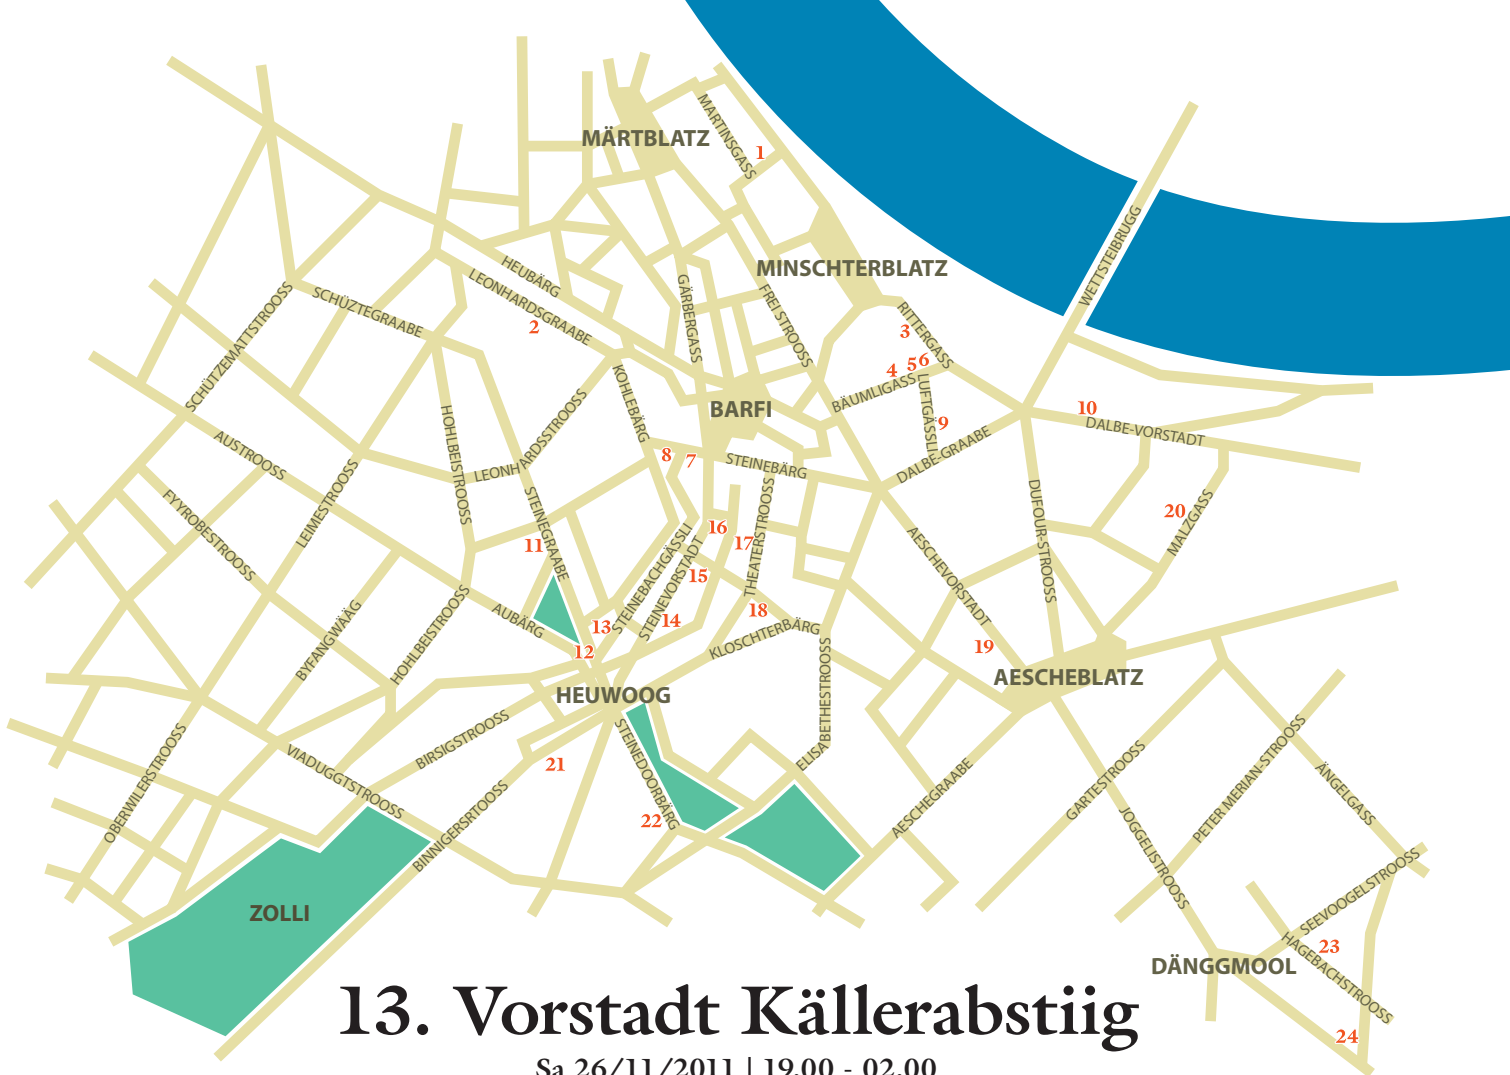 MÄRTBLATZ
MARTINSGASS
1
MINSCHTERBLATZ
WETTSTEIBRUGG
HEUBÄRG
LEONHARDSGRAABE
2
GÄRBERGASS
FREI STROOSS
RITTERGASS
3
4
5
6
SCHÜZTEGRAABE
SCHÜTZEMATTSTROOSS
KOHLEBÄRG
BARFI
BÄUMLIGASS
LUFTGÄSSLI
9
DALBE-GRAABE
10
DALBE-VORSTADT
AUSTROOSS
HOHLBEISTROOSS
LEONHARDSSTROOSS
8
7
STEINEBÄRG
LEIMESTROOSS
FYYROBESTROOSS
STEINEGRAABE
11
16
17
THEATERSTROOSS
DUFOUR-STROOSS
20
MALZGASS
AESCHEVORSTADT
STEINEBACHGÄSSLI
STEINEVORSTADT
15
14
18
13
12
AUBÄRG
BYFANGWÄÄG
HOHLBEISTROOSS
KLOSCHTERBÄRG
ELISABETHESTROOSS
19
AESCHEBLATZ
HEUWOOG
BIRSIGSTROOSS
VIADUGGTSTROOSS
OBERWILERSTROOSS
BINNIGERSRTOOSS
21
STEINEDOORBÄRG
22
AESCHEGRAABE
GARTESTROOSS
JOGGELISTROOSS
PETER MERIAN-STROOSS
ÄNGELGASS
SEEVOOGELSTROOSS
23
HAGEBACHSTROOSS
24
DÄNGGMOOL
ZOLLI
13. Vorstadt Källerabstiig
Sa 26/11/2011 | 19.00 - 02.00